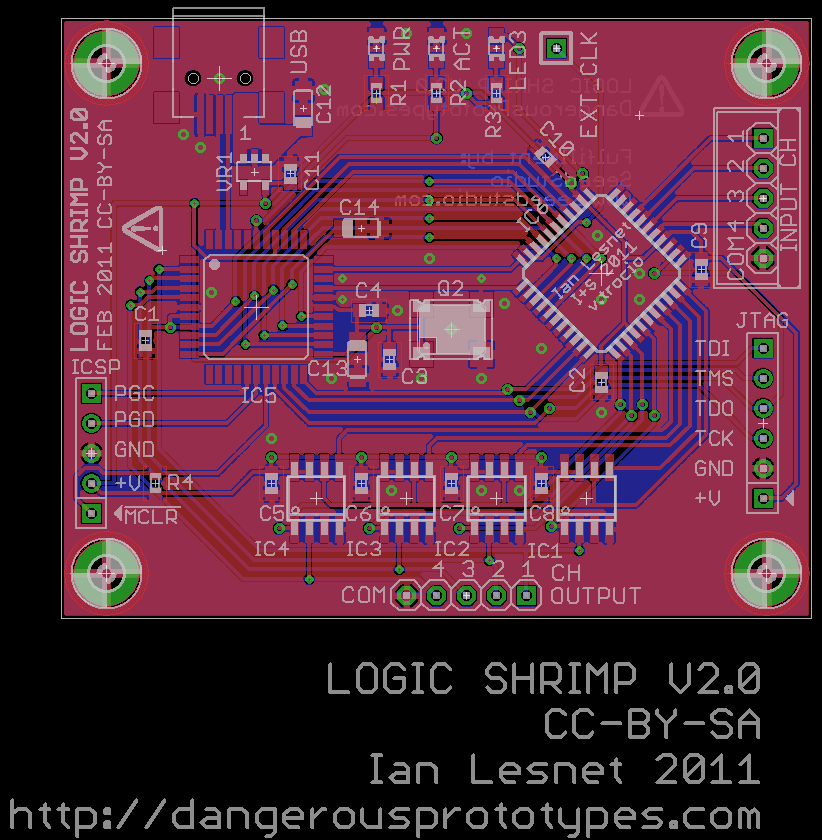 USB
PWR
ACT
LED3
EXT CLK
R1
R2
R3
C12
LOGIC SHRIMP V2.0
FEB 2011 CC-BY-SA
1
VR1
C11
C10
C14
1
2
3
COM4
INPUT CH
C9
Ian Lesnet
C4
Q2
C1
C13
C3
C2
JTAG
TDI
TMS
TDO
TCK
GND
+V
ICSP
PGC
PGD
GND
+V
MCLR
R4
IC5
C5
C6
C7
C8
IC4
IC3
IC2
IC1
4 3 2 1 CH
COM
OUTPUT
LOGIC SHRIMP V2.0
CC-BY-SA
Ian Lesnet 2011
http://dangerousprototypes.com